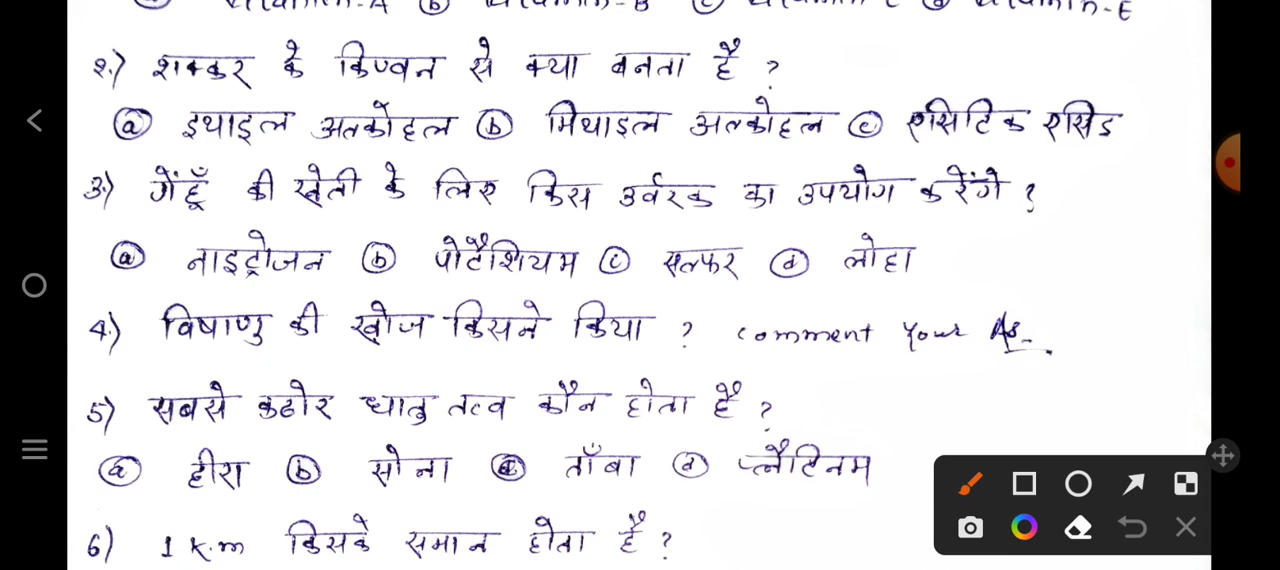 2.) शक्कर के किण्वन से क्या बनता है ?
ⓐ इथाइल अल्कोहल ⓑ मिथाइल अल्कोहल ⓒ एसिटिक एसिड
3.) गेंहूँ की खेती के लिए किस उर्वरक का उपयोग करेंगे ?
ⓐ नाइट्रोजन ⓑ पोटैशियम ⓒ सल्फर ⓓ लोहा
4.) विषाणु की खोज किसने किया ? comment Your As.
5) सबसे कठोर धातु तत्व कौन होता है ?
ⓐ हीरा ⓑ सोना ⓓ ताँबा ⓓ प्लैटिनम
6) 1 k.m किसके समान होता है ?